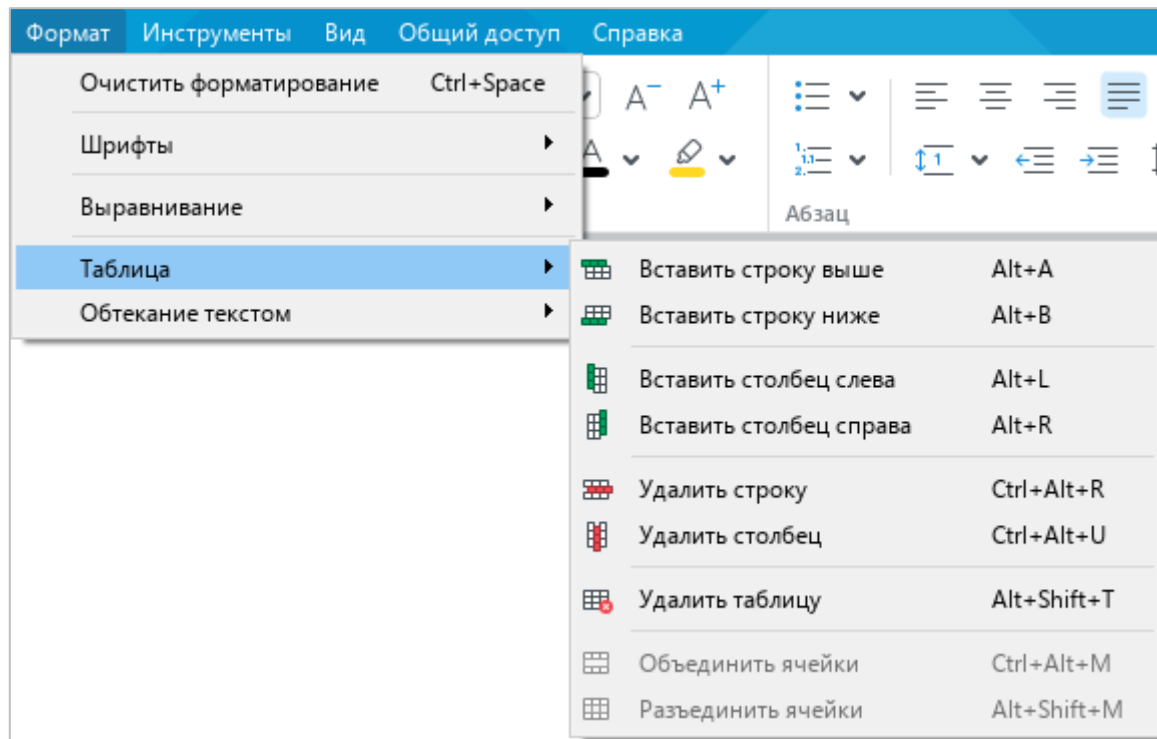 Формат Инструменты Вид Общий доступ Справка
Очистить форматирование Ctrl+Space
Шрифты
Выравнивание
Таблица
Обтекание текстом
A⁻ A⁺
A
1
Абзац
Вставить строку выше Alt+A
Вставить строку ниже Alt+B
Вставить столбец слева Alt+L
Вставить столбец справа Alt+R
Удалить строку Ctrl+Alt+R
Удалить столбец Ctrl+Alt+U
Удалить таблицу Alt+Shift+T
Объединить ячейки Ctrl+Alt+M
Разъединить ячейки Alt+Shift+M